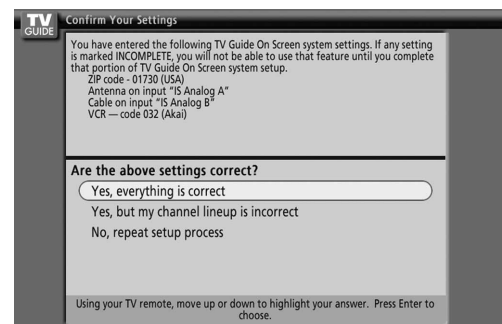 TV
GUIDE
Confirm Your Settings
You have entered the following TV Guide On Screen system settings. If any setting
is marked INCOMPLETE, you will not be able to use that feature until you complete
that portion of TV Guide On Screen system setup.
ZIP code - 01730 (USA)
Antenna on input "IS Analog A"
Cable on input "IS Analog B"
VCR — code 032 (Akai)
Are the above settings correct?
Yes, everything is correct
Yes, but my channel lineup is incorrect
No, repeat setup process
Using your TV remote, move up or down to highlight your answer. Press Enter to
choose.